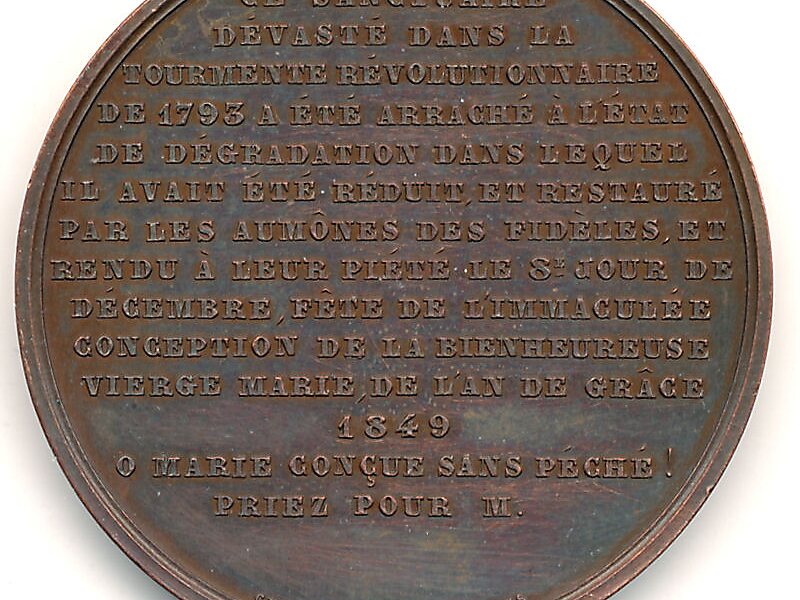 CE SANCTUAIRE
DÉVASTÉ DANS LA
TOURMENTE RÉVOLUTIONNAIRE
DE 1793 A ÉTÉ ARRACHÉ À L'ÉTAT
DE DÉGRADATION DANS LEQUEL
IL AVAIT ÉTÉ RÉDUIT, ET RESTAURÉ
PAR LES AUMÔNES DES FIDÈLES, ET
RENDU À LEUR PIÉTÉ LE 8E JOUR DE
DÉCEMBRE, FÊTE DE L'IMMACULÉE
CONCEPTION DE LA BIENHEUREUSE
VIERGE MARIE, DE L'AN DE GRÂCE
1849
O MARIE CONÇUE SANS PÉCHÉ !
PRIEZ POUR M.